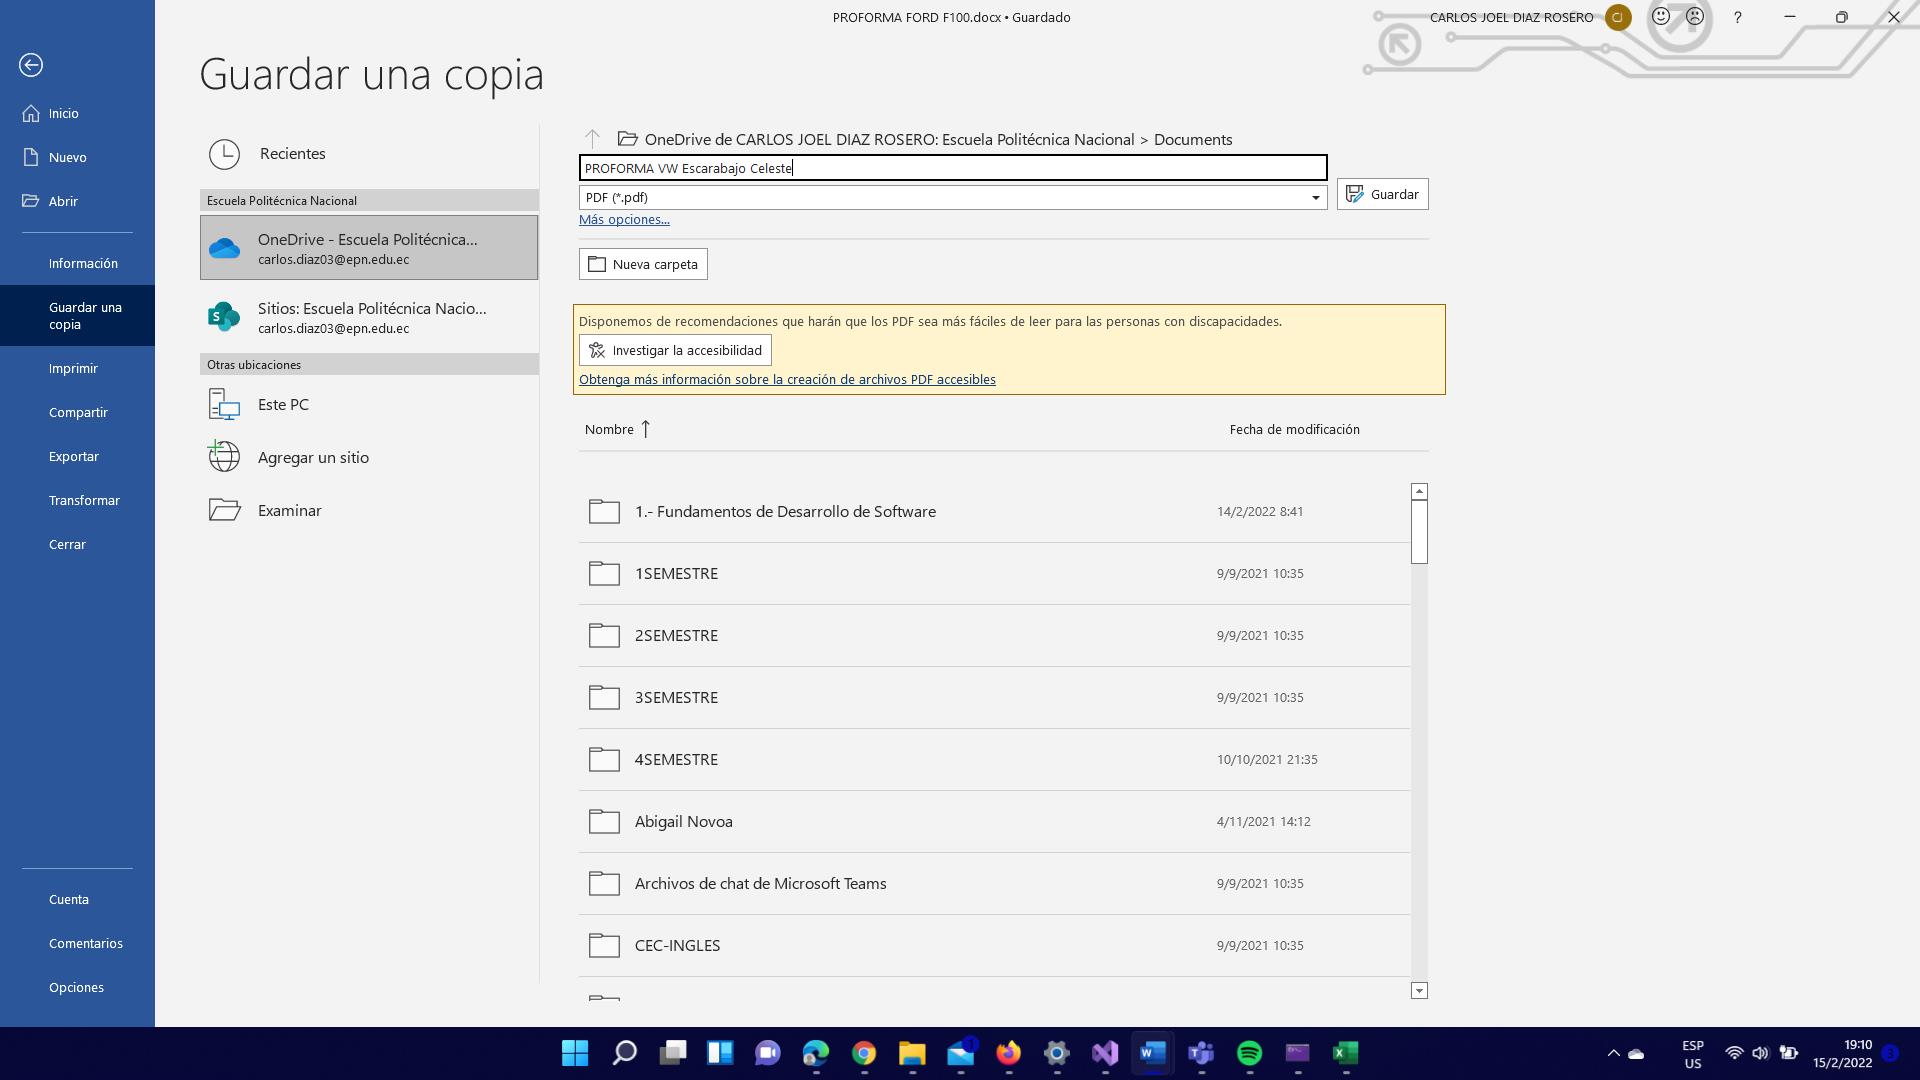 PROFORMA FORD F100.docx • Guardado
CARLOS JOEL DIAZ ROSERO
CJ
?
Guardar una copia
Inicio
Nuevo
Abrir
Información
Guardar una copia
Imprimir
Compartir
Exportar
Transformar
Cerrar
Cuenta
Comentarios
Opciones
Recientes
Escuela Politécnica Nacional
OneDrive - Escuela Politécnica...
carlos.diaz03@epn.edu.ec
S
Sitios: Escuela Politécnica Nacio...
carlos.diaz03@epn.edu.ec
Otras ubicaciones
Este PC
Agregar un sitio
Examinar
OneDrive de CARLOS JOEL DIAZ ROSERO: Escuela Politécnica Nacional > Documents
PROFORMA VW Escarabajo Celeste
PDF (*.pdf)
Guardar
Más opciones...
Nueva carpeta
Disponemos de recomendaciones que harán que los PDF sea más fáciles de leer para las personas con discapacidades.
Investigar la accesibilidad
Obtenga más información sobre la creación de archivos PDF accesibles
Nombre ↑ Fecha de modificación
1.- Fundamentos de Desarrollo de Software 14/2/2022 8:41
1SEMESTRE 9/9/2021 10:35
2SEMESTRE 9/9/2021 10:35
3SEMESTRE 9/9/2021 10:35
4SEMESTRE 10/10/2021 21:35
Abigail Novoa 4/11/2021 14:12
Archivos de chat de Microsoft Teams 9/9/2021 10:35
CEC-INGLES 9/9/2021 10:35
1
W
ESP
US
19:10
15/2/2022
3